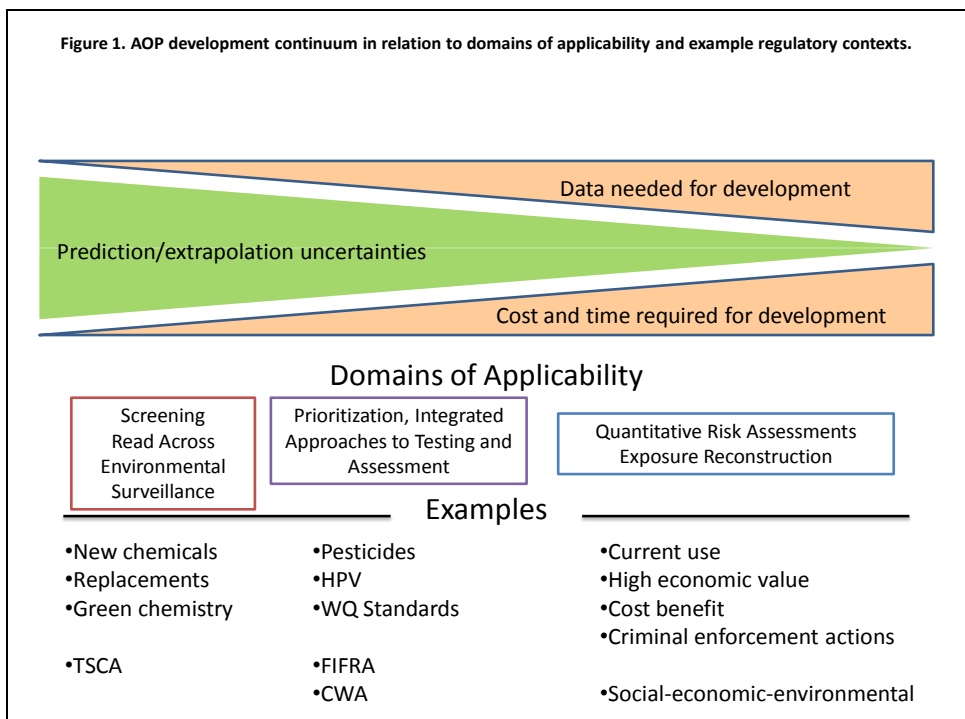 Figure 1. AOP development continuum in relation to domains of applicability and example regulatory contexts.
Data needed for development
Prediction/extrapolation uncertainties
Cost and time required for development
Domains of Applicability
Screening
Read Across
Environmental
Surveillance
Prioritization, Integrated
Approaches to Testing and
Assessment
Quantitative Risk Assessments
Exposure Reconstruction
Examples
•New chemicals
•Replacements
•Green chemistry
•TSCA
•Pesticides
•HPV
•WQ Standards
•FIFRA
•CWA
•Current use
•High economic value
•Cost benefit
•Criminal enforcement actions
•Social-economic-environmental